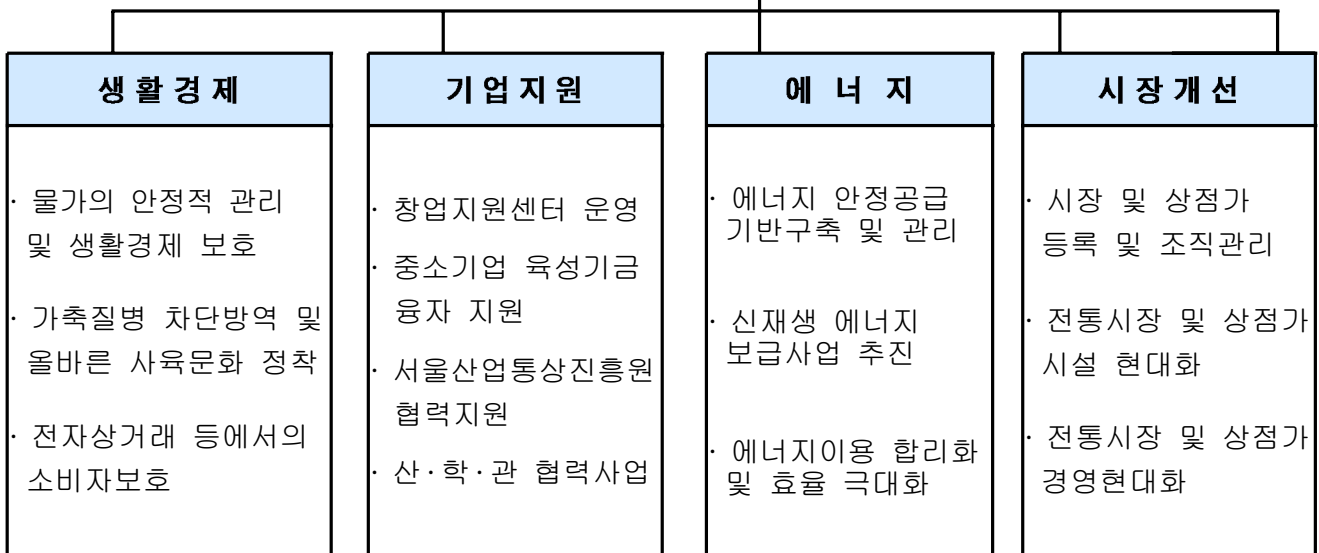 생활경제
· 물가의 안정적 관리
및 생활경제 보호
· 가축질병 차단방역 및
올바른 사육문화 정착
· 전자상거래 등에서의
소비자보호
기업지원
· 창업지원센터 운영
· 중소기업 육성기금
융자 지원
· 서울산업통상진흥원
협력지원
· 산·학·관 협력사업
에 너 지
· 에너지 안정공급
기반구축 및 관리
· 신재생 에너지
보급사업 추진
· 에너지이용 합리화
및 효율 극대화
시장개선
· 시장 및 상점가
등록 및 조직관리
· 전통시장 및 상점가
시설 현대화
· 전통시장 및 상점가
경영현대화